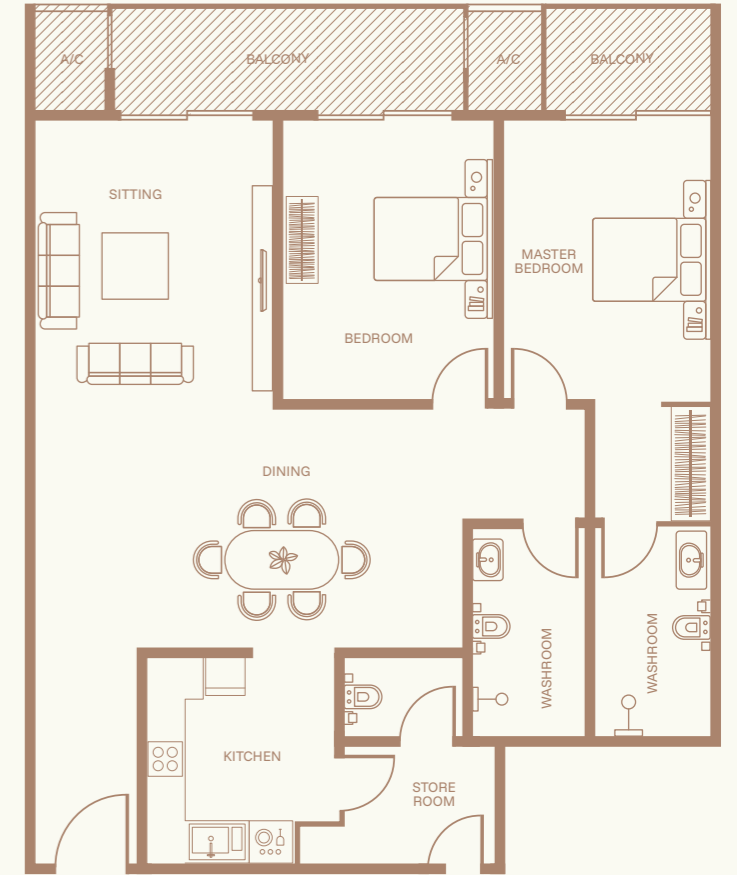 A/C
BALCONY
A/C
BALCONY
SITTING
MASTER
BEDROOM
BEDROOM
DINING
WASHROOM
WASHROOM
KITCHEN
STORE
ROOM